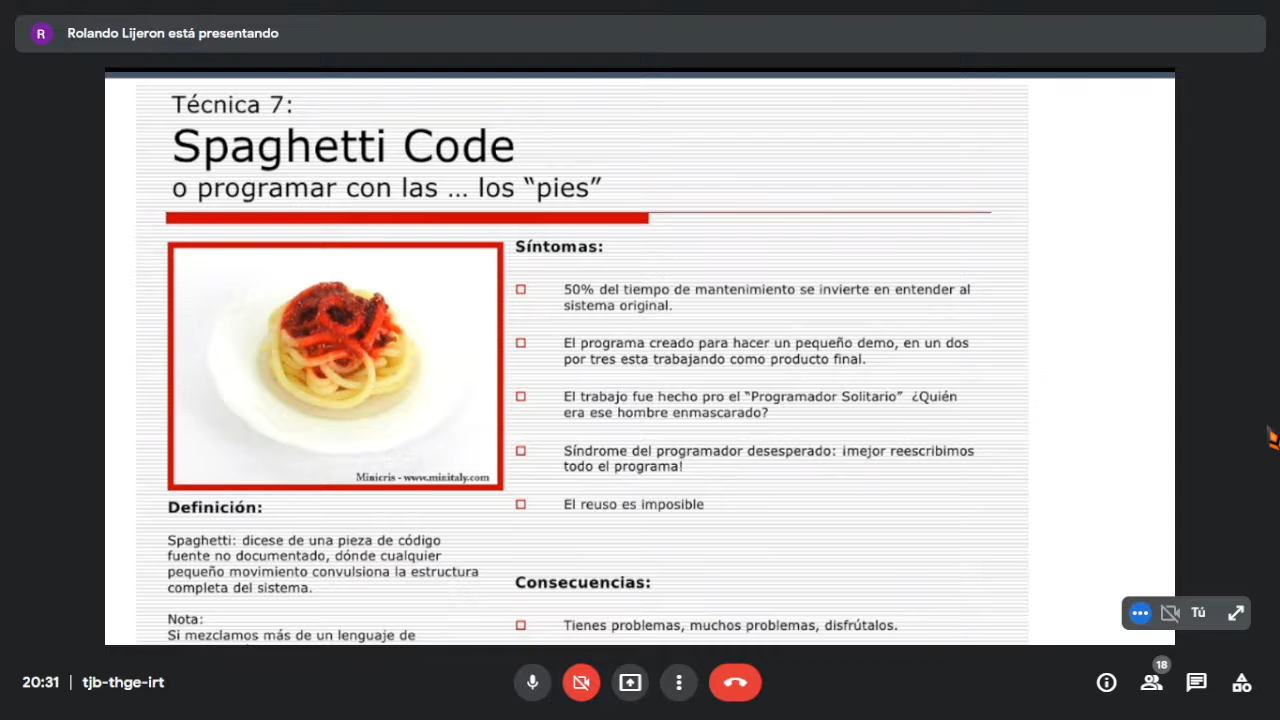 R
Rolando Lijeron está presentando
Técnica 7:
Spaghetti Code
o programar con las ... los “pies”
Minicris - www.minitaly.com
Definición:
Spaghetti: dicese de una pieza de código
fuente no documentado, dónde cualquier
pequeño movimiento convulsiona la estructura
completa del sistema.
Nota:
Si mezclamos más de un lenguaje de
Síntomas:
50% del tiempo de mantenimiento se invierte en entender al
sistema original.
El programa creado para hacer un pequeño demo, en un dos
por tres esta trabajando como producto final.
El trabajo fue hecho pro el “Programador Solitario” ¿Quién
era ese hombre enmascarado?
Síndrome del programador desesperado: ¡mejor reescribimos
todo el programa!
El reuso es imposible
Consecuencias:
Tienes problemas, muchos problemas, disfrútalos.
Tú
20:31 | tjb-thge-irt
18